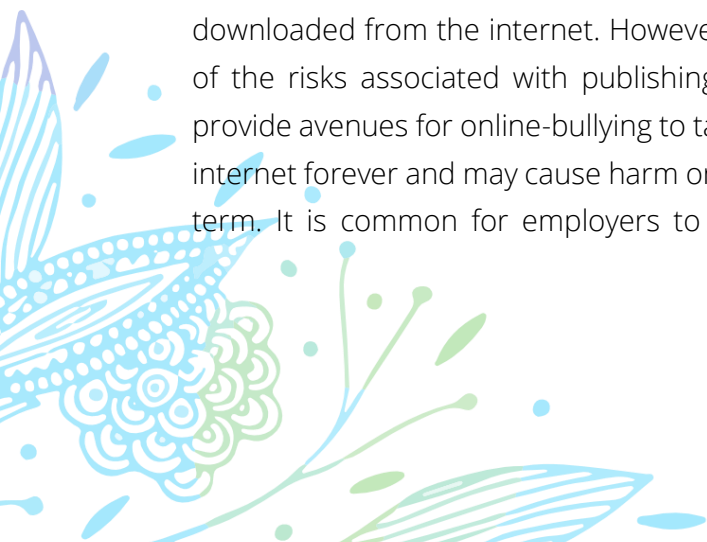 downloaded from the internet. Howeve
of the risks associated with publishing
provide avenues for online-bullying to ta
internet forever and may cause harm or
term. It is common for employers to